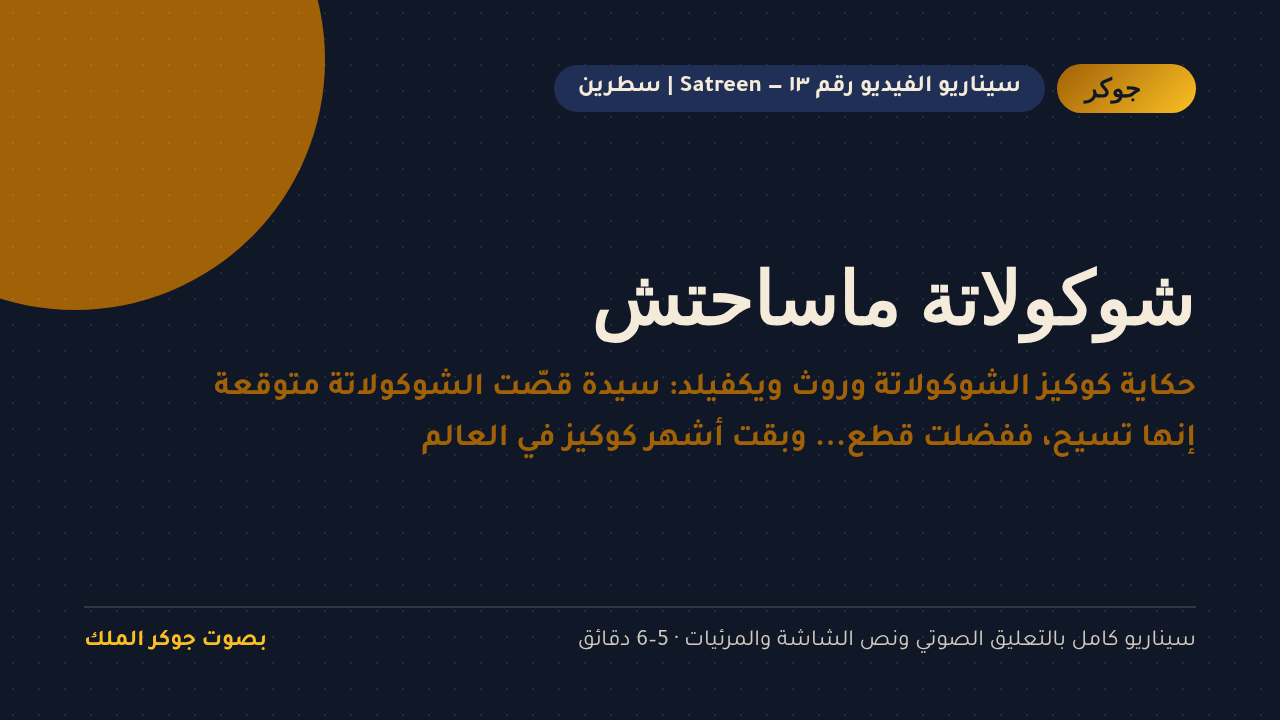 جوكر
سيناريو الفيديو رقم ١٣ – Satreen | سطرين
شوكولاتة ماساحتش
حكاية كوكيز الشوكولاتة وروث ويكفيلد: سيدة قصّت الشوكولاتة متوقعة
إنها تسيح، ففضلت قطع... وبقت أشهر كوكيز في العالم
سيناريو كامل بالتعليق الصوتي ونص الشاشة والمرئيات · 5–6 دقائق
بصوت جوكر الملك